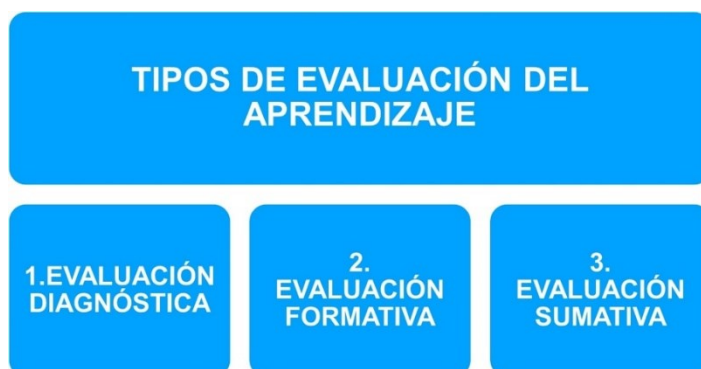 TIPOS DE EVALUACIÓN DEL
APRENDIZAJE
1.EVALUACIÓN
DIAGNÓSTICA
2.
EVALUACIÓN
FORMATIVA
3.
EVALUACIÓN
SUMATIVA